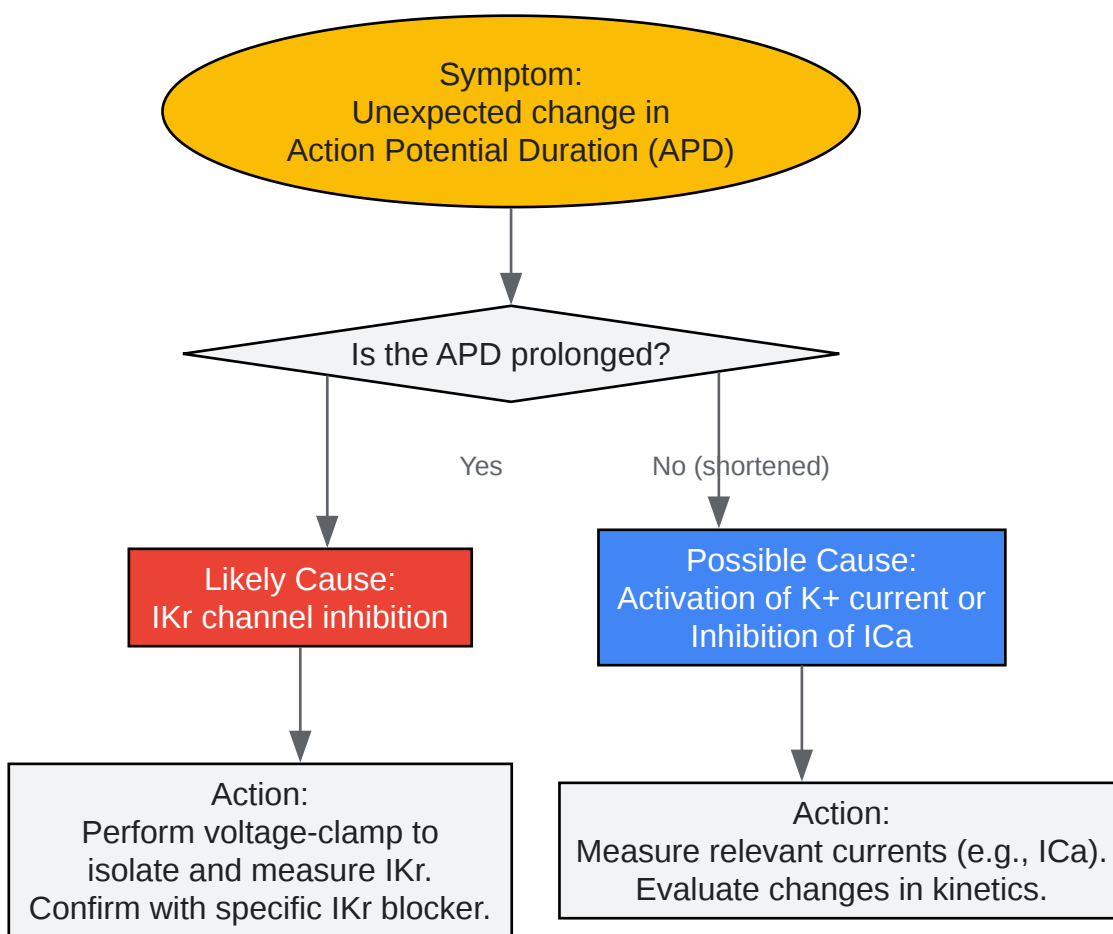 Symptom:
Unexpected change in
Action Potential Duration (APD)
Is the APD prolonged?
Yes
No (shortened)
Likely Cause:
IKr channel inhibition
Possible Cause:
Activation of K+ current or
Inhibition of ICa
Action:
Perform voltage-clamp to
isolate and measure IKr.
Confirm with specific IKr blocker.
Action:
Measure relevant currents (e.g., ICa).
Evaluate changes in kinetics.